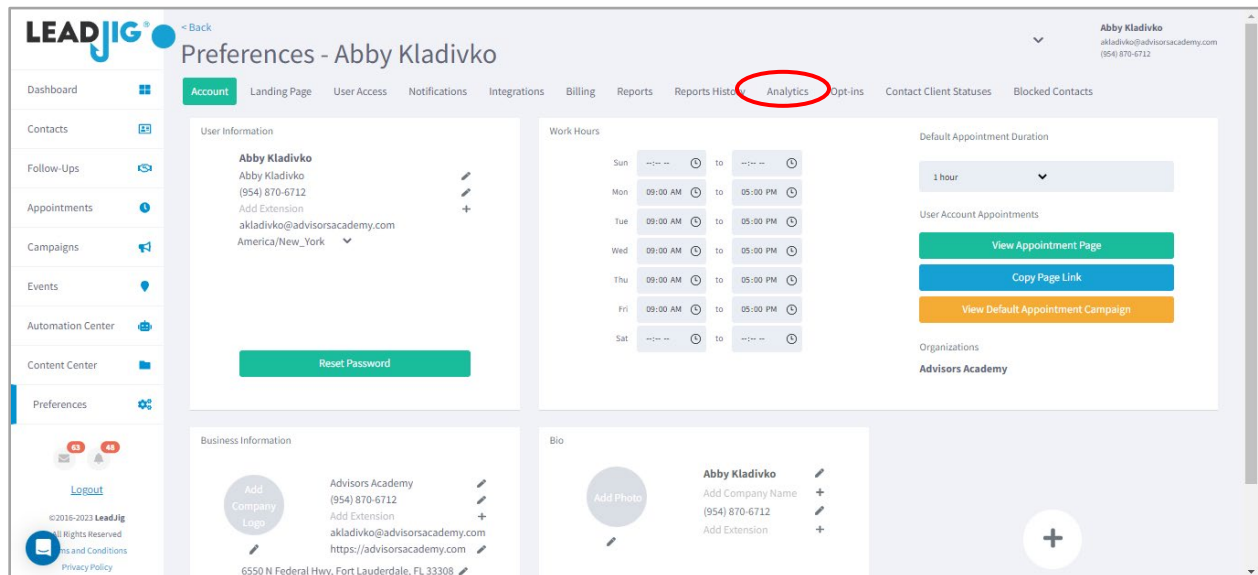 LEADJIG®
< Back
Preferences - Abby Kladivko
Abby Kladivko
akladivko@advisorsacademy.com
(954) 870-6712
Dashboard
Contacts
Follow-Ups
Appointments
Campaigns
Events
Automation Center
Content Center
Preferences
63 48
Logout
©2016-2023 LeadJig
All Rights Reserved
and Conditions
Privacy Policy
Account Landing Page User Access Notifications Integrations Billing Reports Reports History Analytics Opt-ins Contact Client Statuses Blocked Contacts
User Information
Abby Kladivko
Abby Kladivko
(954) 870-6712
Add Extension +
akladivko@advisorsacademy.com
America/New_York
Reset Password
Work Hours
Sun --:-- -- to --:-- --
Mon 09:00 AM to 05:00 PM
Tue 09:00 AM to 05:00 PM
Wed 09:00 AM to 05:00 PM
Thu 09:00 AM to 05:00 PM
Fri 09:00 AM to 05:00 PM
Sat --:-- -- to --:-- --
Default Appointment Duration
1 hour
User Account Appointments
View Appointment Page
Copy Page Link
View Default Appointment Campaign
Organizations
Advisors Academy
Business Information
Add
Company
Logo
Advisors Academy
(954) 870-6712
Add Extension +
akladivko@advisorsacademy.com
https://advisorsacademy.com
6550 N Federal Hwy, Fort Lauderdale, FL 33308
Bio
Add Photo
Abby Kladivko
Add Company Name +
(954) 870-6712
Add Extension +
+